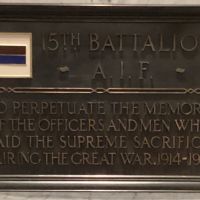 15TH BATTALIO
- A.I.F. -
O PERPETUATE THE MEMOR
F THE OFFICERS AND MEN WH
AID THE SUPREME SACRIFIC
RING THE GREAT WAR. 1914-19